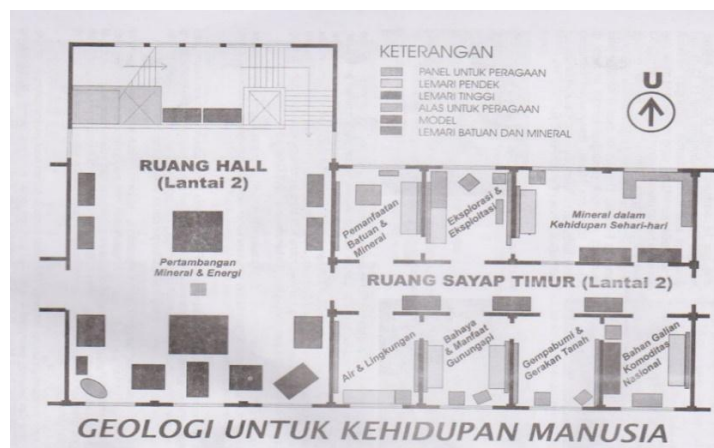 KETERANGAN
PANEL UNTUK PERAGAAN
LEMARI PENDEK
LEMARI TINGGI
ALAS UNTUK PERAGAAN
MODEL
LEMARI BATUAN DAN MINERAL
U
RUANG HALL
(Lantai 2)
Pertambangan
Mineral & Energi
Pemanfaatan
Batuan &
Mineral
Eksplorasi &
Eksploitasi
Mineral dalam
Kehidupan Sehari-hari
RUANG SAYAP TIMUR (Lantai 2)
Air & Lingkungan
Bahaya
& Manfaat
Gunungapi
Gempabumi &
Gerakan Tanah
Bahan Galian
Komoditas
Nasional
GEOLOGI UNTUK KEHIDUPAN MANUSIA